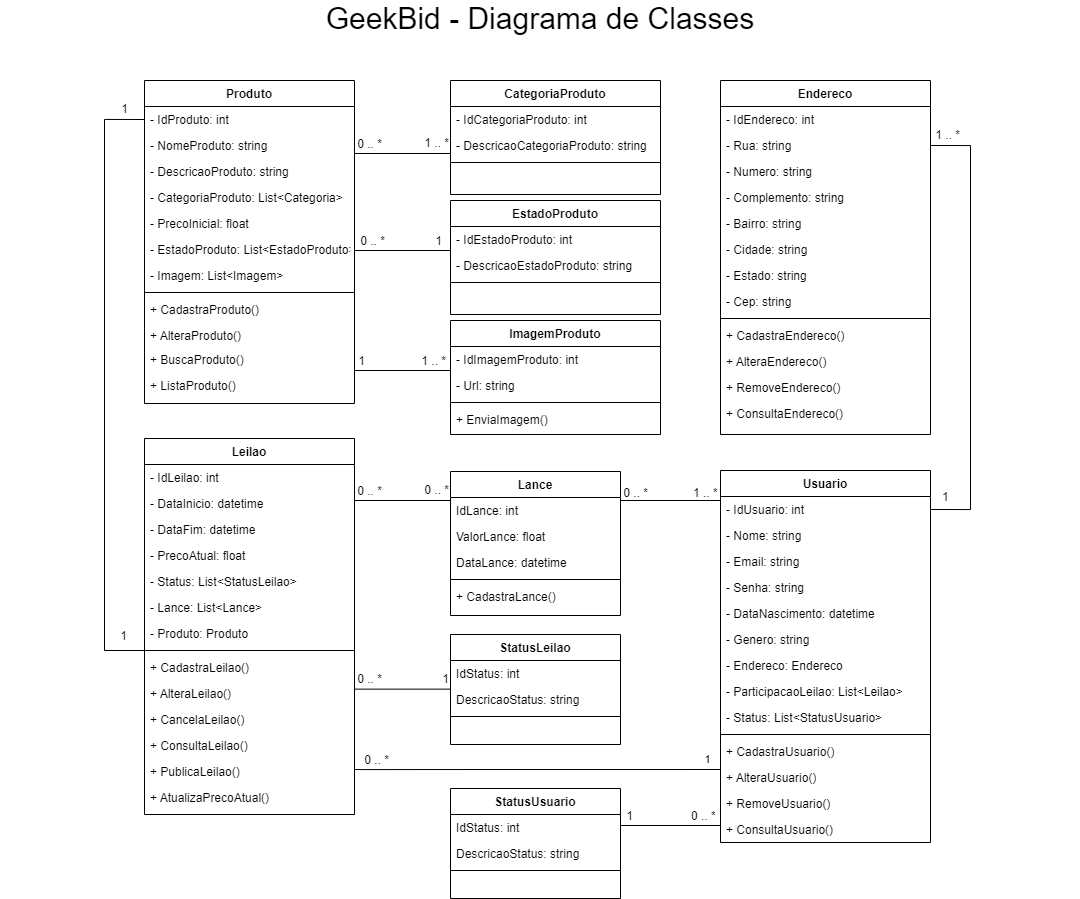 GeekBid - Diagrama de Classes
Produto
- IdProduto: int
- NomeProduto: string
- DescricaoProduto: string
- CategoriaProduto: List<Categoria>
- PrecoInicial: float
- EstadoProduto: List<EstadoProduto>
- Imagem: List<Imagem>
+ CadastraProduto()
+ AlteraProduto()
+ BuscaProduto()
+ ListaProduto()
1
0 .. *
1 .. *
0 .. *
1
1
1 .. *
CategoriaProduto
- IdCategoriaProduto: int
- DescricaoCategoriaProduto: string
EstadoProduto
- IdEstadoProduto: int
- DescricaoEstadoProduto: string
ImagemProduto
- IdImagemProduto: int
- Url: string
+ EnviaImagem()
Endereco
- IdEndereco: int
- Rua: string
- Numero: string
- Complemento: string
- Bairro: string
- Cidade: string
- Estado: string
- Cep: string
+ CadastraEndereco()
+ AlteraEndereco()
+ RemoveEndereco()
+ ConsultaEndereco()
1 .. *
1
Leilao
- IdLeilao: int
- DataInicio: datetime
- DataFim: datetime
- PrecoAtual: float
- Status: List<StatusLeilao>
- Lance: List<Lance>
- Produto: Produto
+ CadastraLeilao()
+ AlteraLeilao()
+ CancelaLeilao()
+ ConsultaLeilao()
+ PublicaLeilao()
+ AtualizaPrecoAtual()
1
0 .. *
0 .. *
0 .. *
1
0 .. *
1
Lance
IdLance: int
ValorLance: float
DataLance: datetime
+ CadastraLance()
0 .. *
1 .. *
StatusLeilao
IdStatus: int
DescricaoStatus: string
StatusUsuario
IdStatus: int
DescricaoStatus: string
1
0 .. *
Usuario
- IdUsuario: int
- Nome: string
- Email: string
- Senha: string
- DataNascimento: datetime
- Genero: string
- Endereco: Endereco
- ParticipacaoLeilao: List<Leilao>
- Status: List<StatusUsuario>
+ CadastraUsuario()
+ AlteraUsuario()
+ RemoveUsuario()
+ ConsultaUsuario()